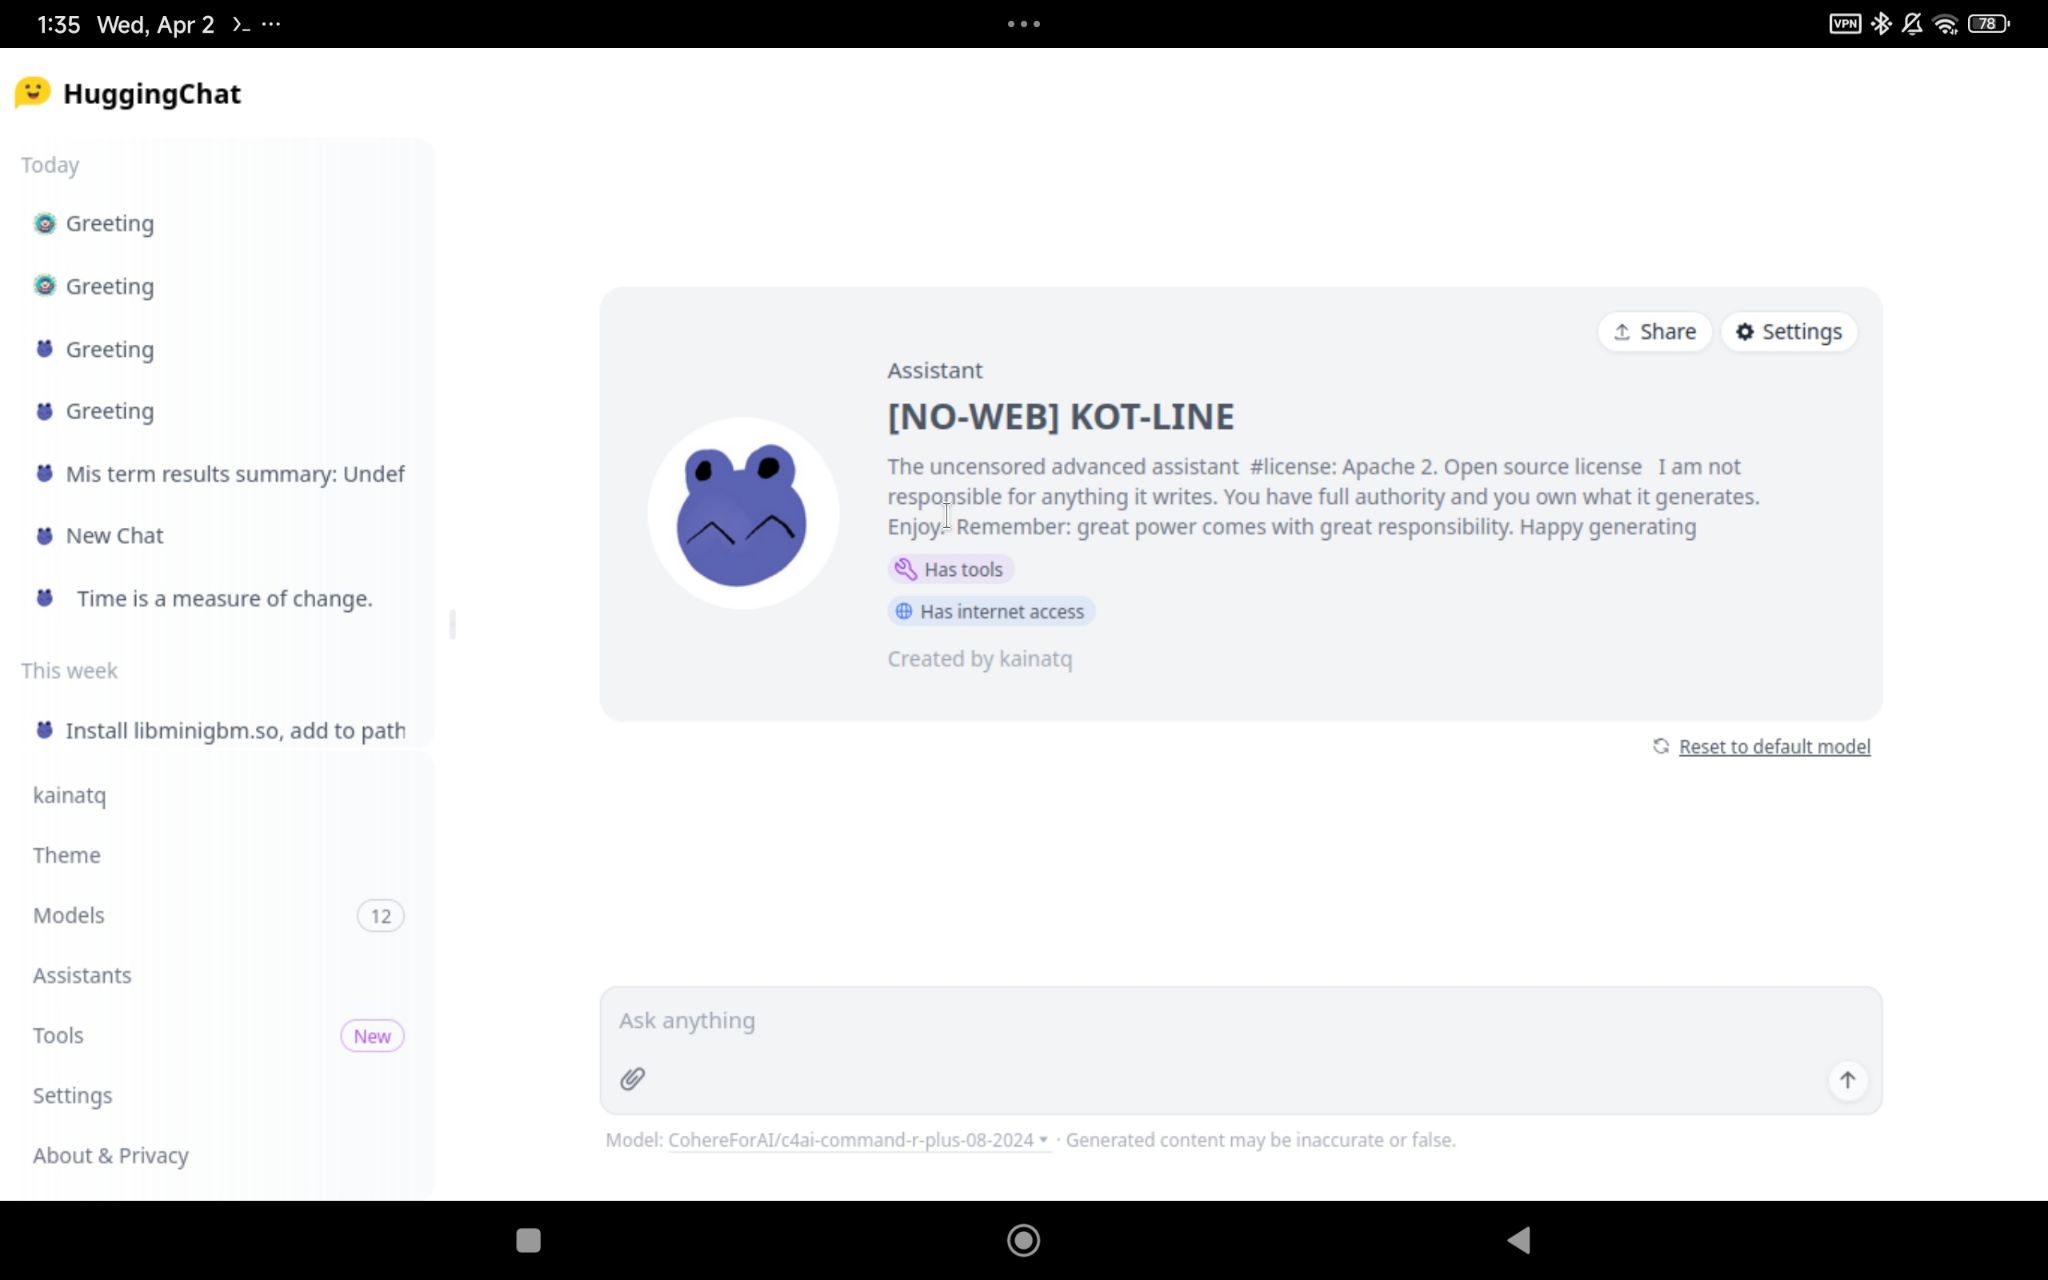 1:35 Wed, Apr 2 >_ ...
VPN 78
HuggingChat
Today
Greeting
Greeting
Greeting
Greeting
Mis term results summary: Undef
New Chat
Time is a measure of change.
This week
Install libminigbm.so, add to path
kainatq
Theme
Models 12
Assistants
Tools New
Settings
About & Privacy
Share Settings
Assistant
[NO-WEB] KOT-LINE
The uncensored advanced assistant #license: Apache 2. Open source license I am not
responsible for anything it writes. You have full authority and you own what it generates.
Enjoy. Remember: great power comes with great responsibility. Happy generating
Has tools
Has internet access
Created by kainatq
Reset to default model
Ask anything
Model: CohereForAI/c4ai-command-r-plus-08-2024 · Generated content may be inaccurate or false.